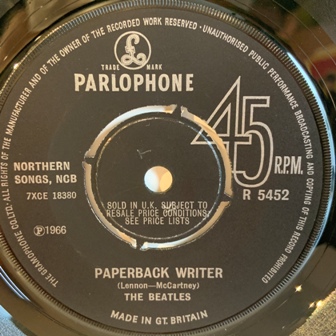 THE GRAMOPHONE CO. LTD. ALL RIGHTS OF THE MANUFACTURER AND OF THE OWNER OF THE RECORDED WORK RESERVED · UNAUTHORISED PUBLIC PERFORMANCE BROADCASTING AND COPYING OF THIS RECORD PROHIBITED
£
TRADE MARK
PARLOPHONE
45
R.P.M.
NORTHERN
SONGS, NCB
7XCE 18380
R 5452
SOLD IN U.K. SUBJECT TO
RESALE PRICE CONDITIONS,
SEE PRICE LISTS
Ⓟ1966
PAPERBACK WRITER
(Lennon—McCartney)
THE BEATLES
MADE IN GT. BRITAIN